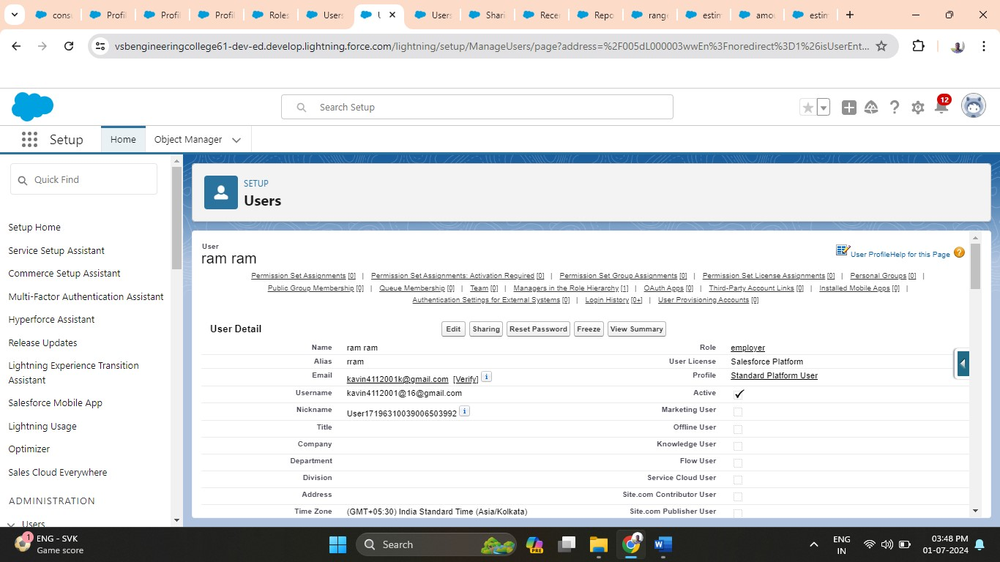 consu
Profil
Profil
Profil
Roles
Users
U
Users
Shari
Recen
Repo
range
estim
amou
estim
vsbengineeringcollege61-dev-ed.develop.lightning.force.com/lightning/setup/ManageUsers/page?address=%2F005dL000003wwEn%3Fnoredirect%3D1%26isUserEnt...
Search Setup
12
Setup
Home
Object Manager
Quick Find
Setup Home
Service Setup Assistant
Commerce Setup Assistant
Multi-Factor Authentication Assistant
Hyperforce Assistant
Release Updates
Lightning Experience Transition
Assistant
Salesforce Mobile App
Lightning Usage
Optimizer
Sales Cloud Everywhere
ADMINISTRATION
Users
SETUP
Users
User
ram ram
User ProfileHelp for this Page
Permission Set Assignments [0] | Permission Set Assignments: Activation Required [0] | Permission Set Group Assignments [0] | Permission Set License Assignments [0] | Personal Groups [0] |
Public Group Membership [0] | Queue Membership [0] | Team [0] | Managers in the Role Hierarchy [1] | OAuth Apps [0] | Third-Party Account Links [0] | Installed Mobile Apps [0] |
Authentication Settings for External Systems [0] | Login History [0+] | User Provisioning Accounts [0]
User Detail Edit Sharing Reset Password Freeze View Summary
Name ram ram Role employer
Alias rram User License Salesforce Platform
Email kavin4112001k@gmail.com [Verify] i Profile Standard Platform User
Username kavin4112001@16@gmail.com Active
Nickname User17196310039006503992 i Marketing User
Title Offline User
Company Knowledge User
Department Flow User
Division Service Cloud User
Address Site.com Contributor User
Time Zone (GMT+05:30) India Standard Time (Asia/Kolkata) Site.com Publisher User
1
ENG - SVK
Game score
Search
PRE
ENG
IN
03:48 PM
01-07-2024